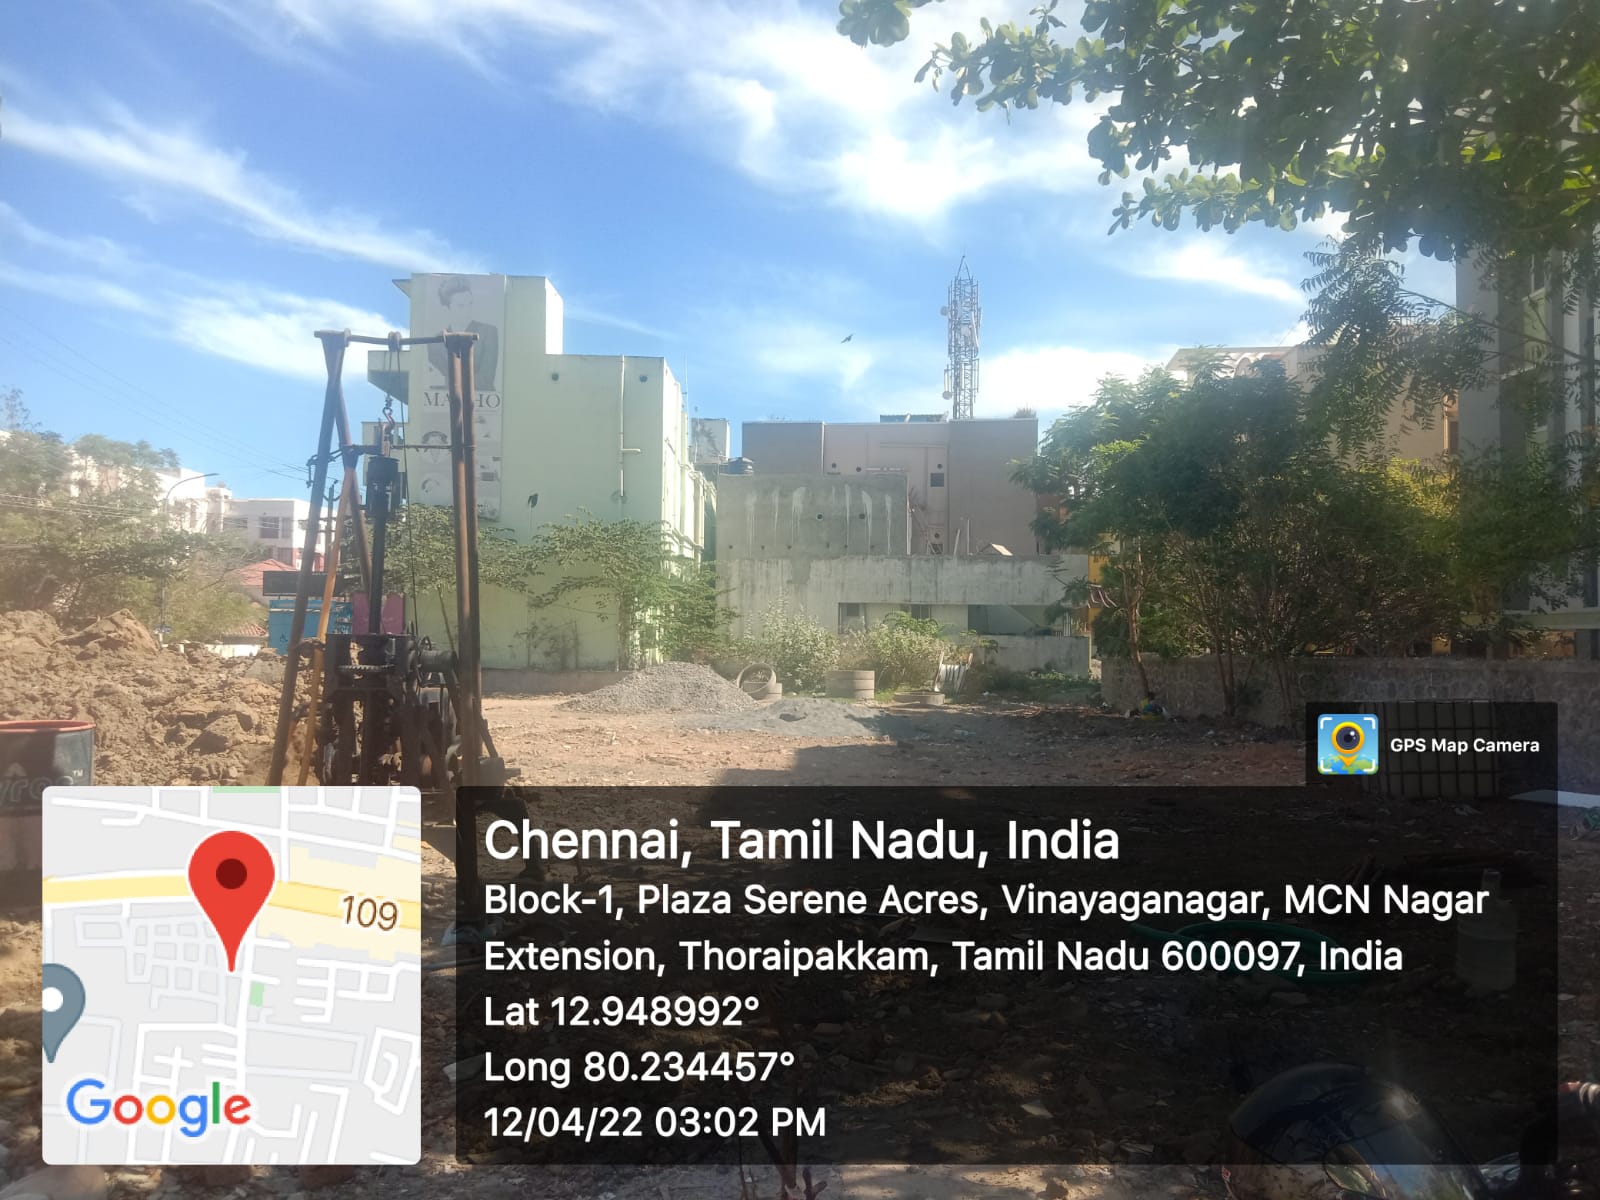 GPS Map Camera
109
Google
Chennai, Tamil Nadu, India
Block-1, Plaza Serene Acres, Vinayaganagar, MCN Nagar
Extension, Thoraipakkam, Tamil Nadu 600097, India
Lat 12.948992°
Long 80.234457°
12/04/22 03:02 PM